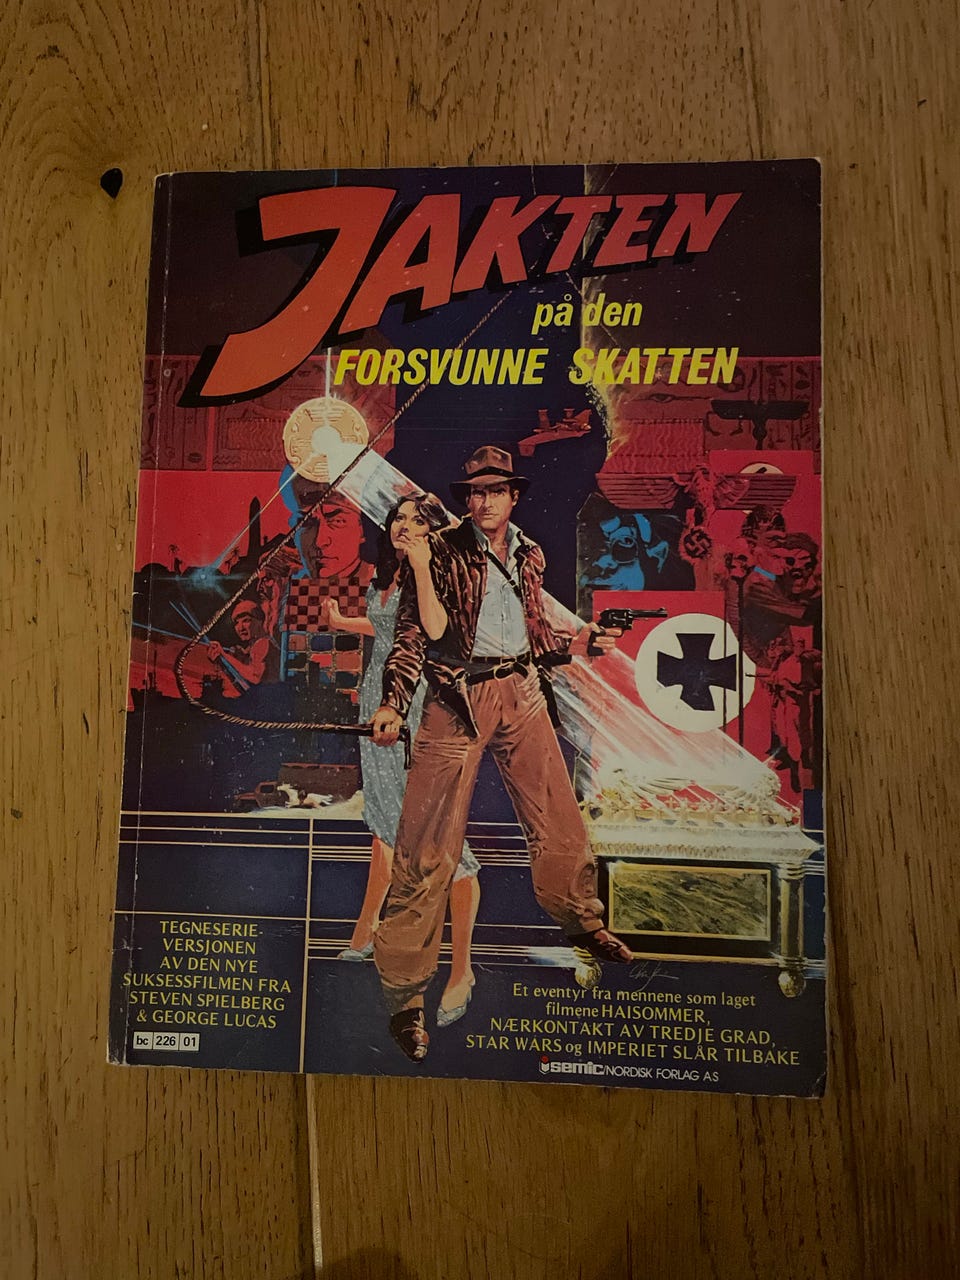 JAKTEN
på den
FORSVUNNE SKATTEN
TEGNESERIE-
VERSJONEN
AV DEN NYE
SUKSESSFILMEN FRA
STEVEN SPIELBERG
& GEORGE LUCAS
bc 226 01
Et eventyr fra mennene som laget
filmene HAISOMMER,
NÆRKONTAKT AV TREDJE GRAD,
STAR WARS og IMPERIET SLÅR TILBAKE
semic/NORDISK FORLAG AS